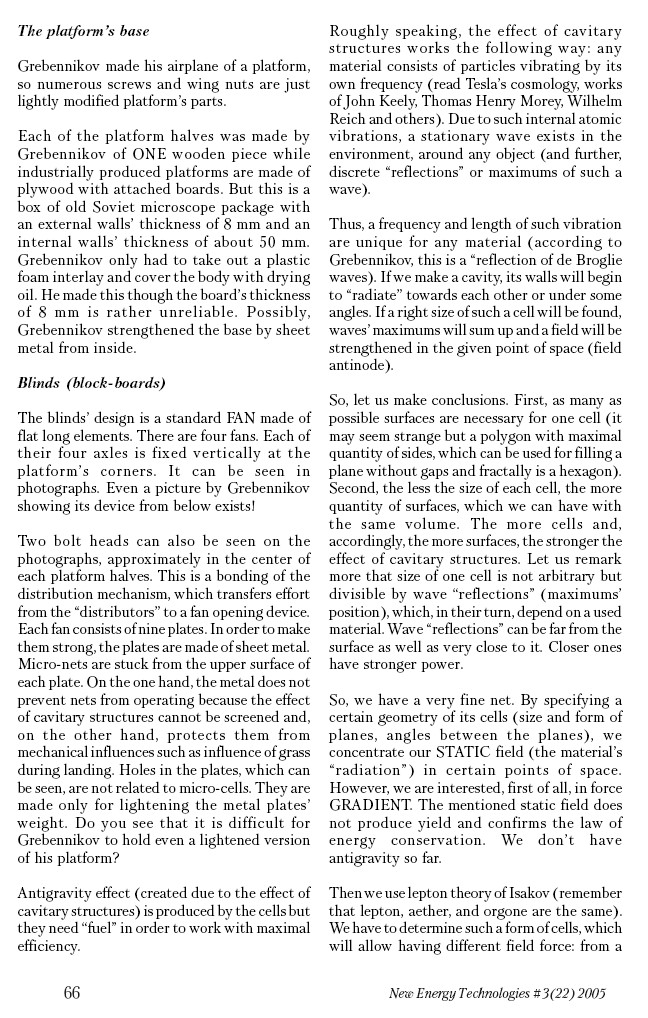 The platform's base
Grebennikov made his airplane of a platform,
so numerous screws and wing nuts are just
lightly modified platform's parts.
Each of the platform halves was made by
Grebennikov of ONE wooden piece while
industrially produced platforms are made of
plywood with attached boards. But this is a
box of old Soviet microscope package with
an external walls' thickness of 8 mm and an
internal walls' thickness of about 50 mm.
Grebennikov only had to take out a plastic
foam interlay and cover the body with drying
oil. He made this though the board's thickness
of 8 mm is rather unreliable. Possibly,
Grebennikov strengthened the base by sheet
metal from inside.
Blinds (block-boards)
The blinds' design is a standard FAN made of
flat long elements. There are four fans. Each of
their four axles is fixed vertically at the
platform's corners. It can be seen in
photographs. Even a picture by Grebennikov
showing its device from below exists!
Two bolt heads can also be seen on the
photographs, approximately in the center of
each platform halves. This is a bonding of the
distribution mechanism, which transfers effort
from the "distributors" to a fan opening device.
Each fan consists of nine plates. In order to make
them strong, the plates are made of sheet metal.
Micro-nets are stuck from the upper surface of
each plate. On the one hand, the metal does not
prevent nets from operating because the effect
of cavitary structures cannot be screened and,
on the other hand, protects them from
mechanical influences such as influence of grass
during landing. Holes in the plates, which can
be seen, are not related to micro-cells. They are
made only for lightening the metal plates'
weight. Do you see that it is difficult for
Grebennikov to hold even a lightened version
of his platform?
Antigravity effect (created due to the effect of
cavitary structures) is produced by the cells but
they need "fuel" in order to work with maximal
efficiency.
Roughly speaking, the effect of cavitary
structures works the following way: any
material consists of particles vibrating by its
own frequency (read Tesla's cosmology, works
of John Keely, Thomas Henry Morey, Wilhelm
Reich and others). Due to such internal atomic
vibrations, a stationary wave exists in the
environment, around any object (and further,
discrete "reflections" or maximums of such a
wave).
Thus, a frequency and length of such vibration
are unique for any material (according to
Grebennikov, this is a "reflection of de Broglie
waves). If we make a cavity, its walls will begin
to "radiate" towards each other or under some
angles. If a right size of such a cell will be found,
waves' maximums will sum up and a field will be
strengthened in the given point of space (field
antinode).
So, let us make conclusions. First, as many as
possible surfaces are necessary for one cell (it
may seem strange but a polygon with maximal
quantity of sides, which can be used for filling a
plane without gaps and fractally is a hexagon).
Second, the less the size of each cell, the more
quantity of surfaces, which we can have with
the same volume. The more cells and,
accordingly, the more surfaces, the stronger the
effect of cavitary structures. Let us remark
more that size of one cell is not arbitrary but
divisible by wave "reflections" (maximums'
position), which, in their turn, depend on a used
material. Wave "reflections" can be far from the
surface as well as very close to it. Closer ones
have stronger power.
So, we have a very fine net. By specifying a
certain geometry of its cells (size and form of
planes, angles between the planes), we
concentrate our STATIC field (the material's
"radiation") in certain points of space.
However, we are interested, first of all, in force
GRADIENT. The mentioned static field does
not produce yield and confirms the law of
energy conservation. We don't have
antigravity so far.
Then we use lepton theory of Isakov (remember
that lepton, aether, and orgone are the same).
We have to determine such a form of cells, which
will allow having different field force: from a
66
New Energy Technologies #3(22) 2005